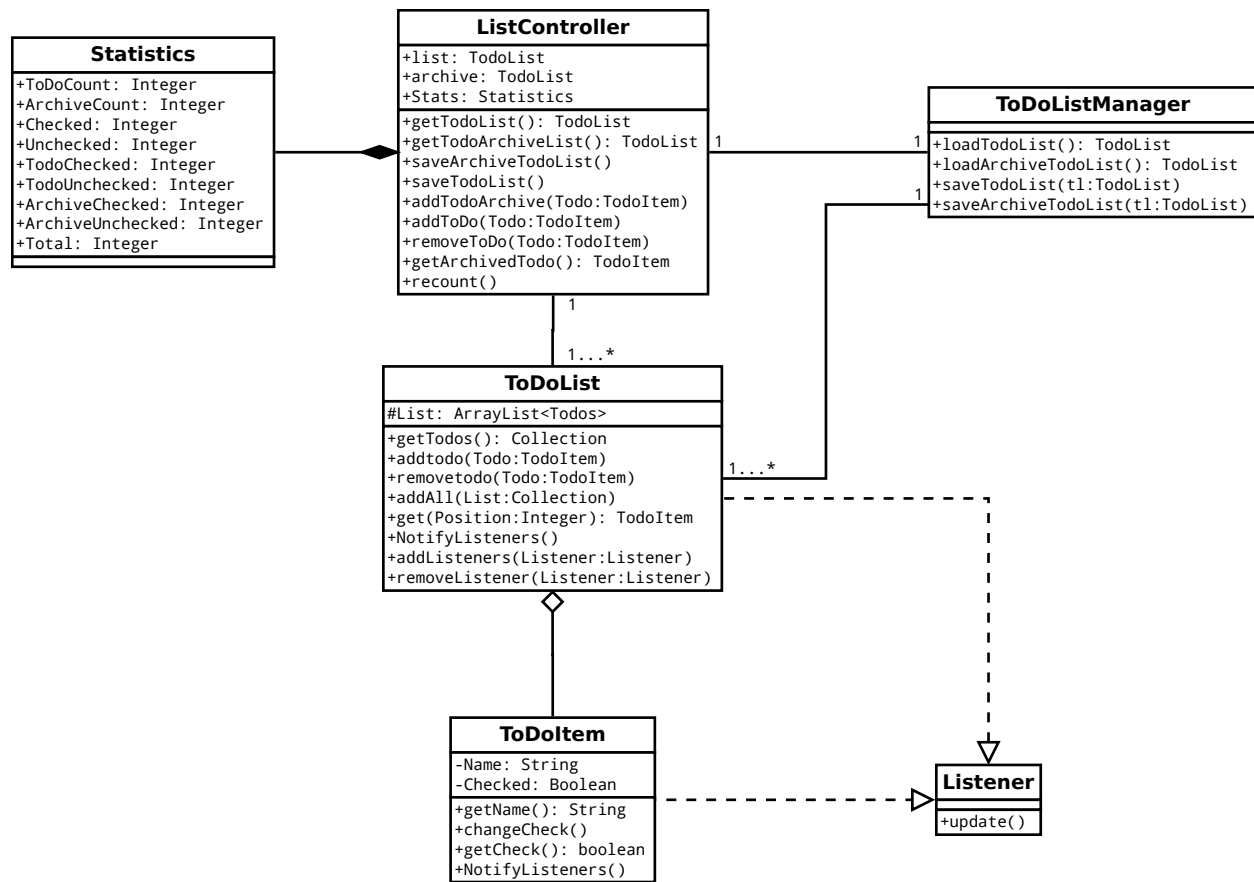 Statistics
+ToDoCount: Integer
+ArchiveCount: Integer
+Checked: Integer
+Unchecked: Integer
+TodoChecked: Integer
+TodoUnchecked: Integer
+ArchiveChecked: Integer
+ArchiveUnchecked: Integer
+Total: Integer
ListController
+list: TodoList
+archive: TodoList
+Stats: Statistics
+getTodoList(): TodoList
+getTodoArchiveList(): TodoList
+saveArchiveTodoList()
+saveTodoList()
+addTodoArchive(Todo:TodoItem)
+addToDo(Todo:TodoItem)
+removeToDo(Todo:TodoItem)
+getArchivedTodo(): TodoItem
+recount()
1
1
1
ToDoListManager
+loadTodoList(): TodoList
+loadArchiveTodoList(): TodoList
+saveTodoList(tl:TodoList)
+saveArchiveTodoList(tl:TodoList)
1
1...*
ToDoList
#List: ArrayList<Todos>
+getTodos(): Collection
+addtodo(Todo:TodoItem)
+removetodo(Todo:TodoItem)
+addAll(List:Collection)
+get(Position:Integer): TodoItem
+NotifyListeners()
+addListeners(Listener:Listener)
+removeListener(Listener:Listener)
1...*
ToDoItem
-Name: String
-Checked: Boolean
+getName(): String
+changeCheck()
+getCheck(): boolean
+NotifyListeners()
Listener
+update()